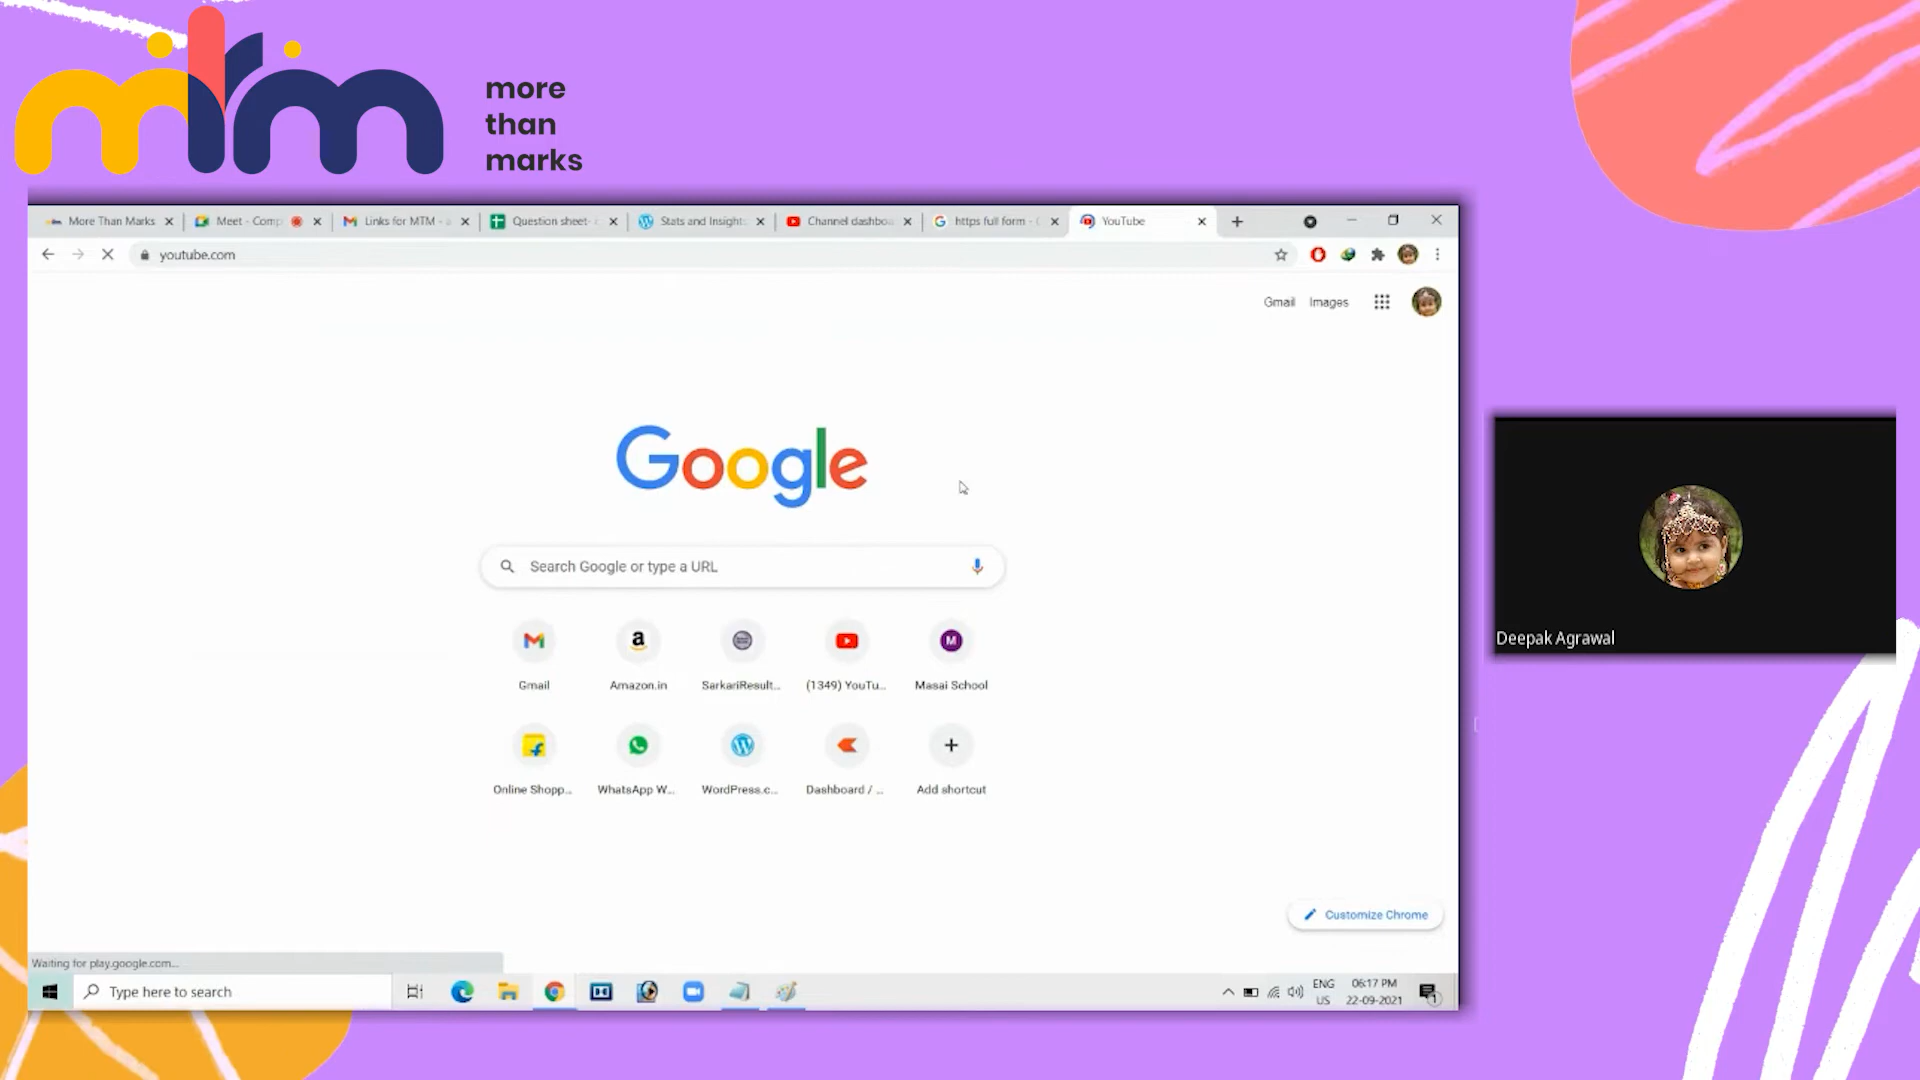 mtm
more
than
marks
More Than Marks
Meet - Comp
Links for MTM - a
Question sheet- c
Stats and Insights
Channel dashboa
https full form - G
YouTube
youtube.com
Gmail
Images
Google
Search Google or type a URL
Gmail
Amazon.in
SarkariResult...
(1349) YouTu...
M
Masai School
Online Shopp...
WhatsApp W...
WordPress.c...
Dashboard / ...
Add shortcut
Customize Chrome
Waiting for play.google.com...
Type here to search
ENG
US
06:17 PM
22-09-2021
1
Deepak Agrawal